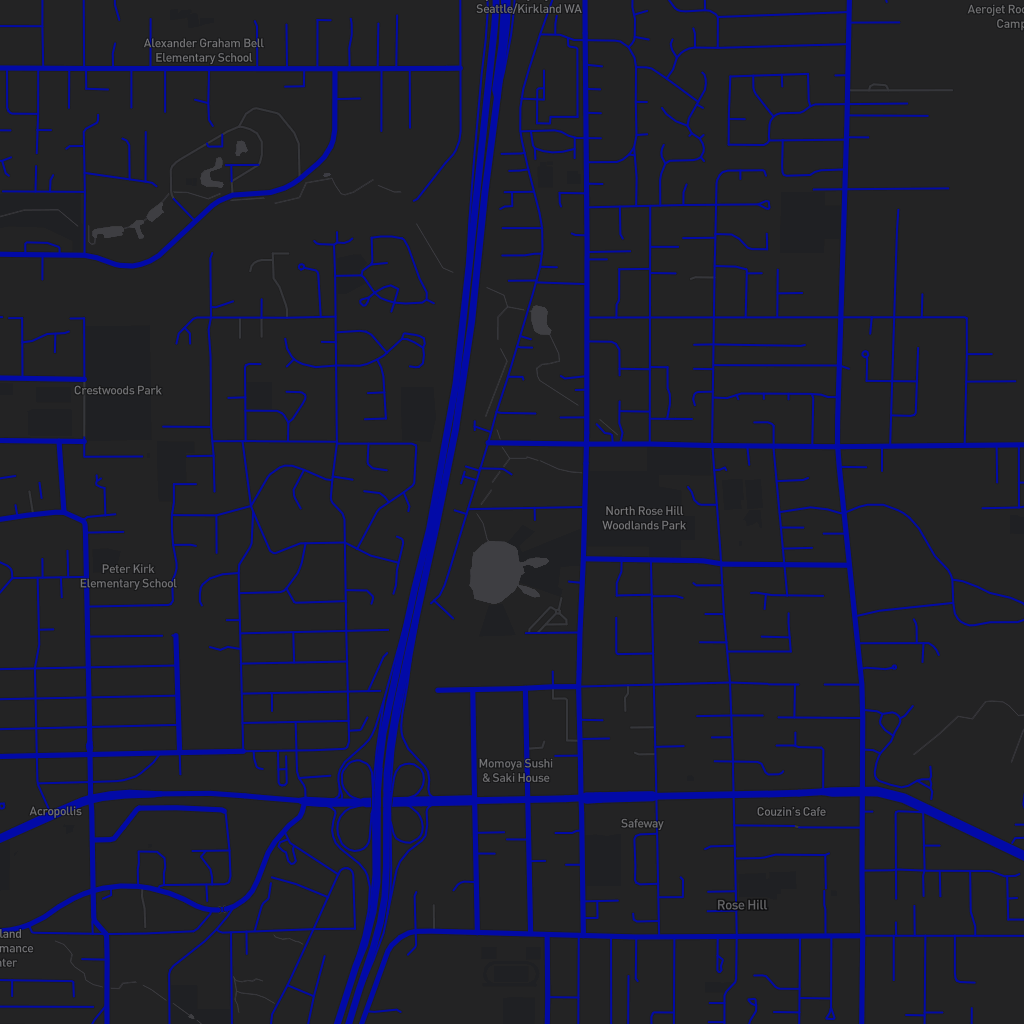 Seattle/Kirkland WA
Aerojet Roc
Camp
Alexander Graham Bell
Elementary School
Crestwoods Park
North Rose Hill
Woodlands Park
Peter Kirk
Elementary School
Momoya Sushi
& Saki House
Acropollis
Couzin's Cafe
Safeway
Rose Hill
land
mance
ter